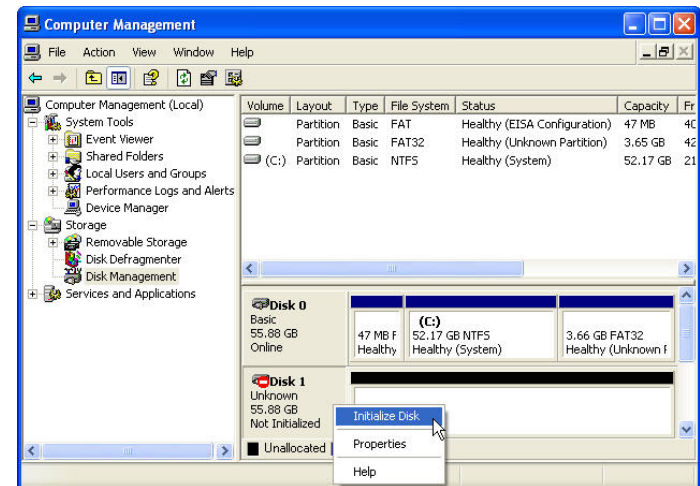 Computer Management
File Action View Window Help
Computer Management (Local)
System Tools
Event Viewer
Shared Folders
Local Users and Groups
Performance Logs and Alerts
Device Manager
Storage
Removable Storage
Disk Defragmenter
Disk Management
Services and Applications
Volume Layout Type File System Status Capacity Fr
Partition Basic FAT Healthy (EISA Configuration) 47 MB 40
Partition Basic FAT32 Healthy (Unknown Partition) 3.65 GB 42
(C:) Partition Basic NTFS Healthy (System) 52.17 GB 21
Disk 0
Basic
55.88 GB
Online
47 MB F
Healthy
(C:)
52.17 GB NTFS
Healthy (System)
3.66 GB FAT32
Healthy (Unknown F
Disk 1
Unknown
55.88 GB
Not Initialized
Unallocated
Initialize Disk
Properties
Help